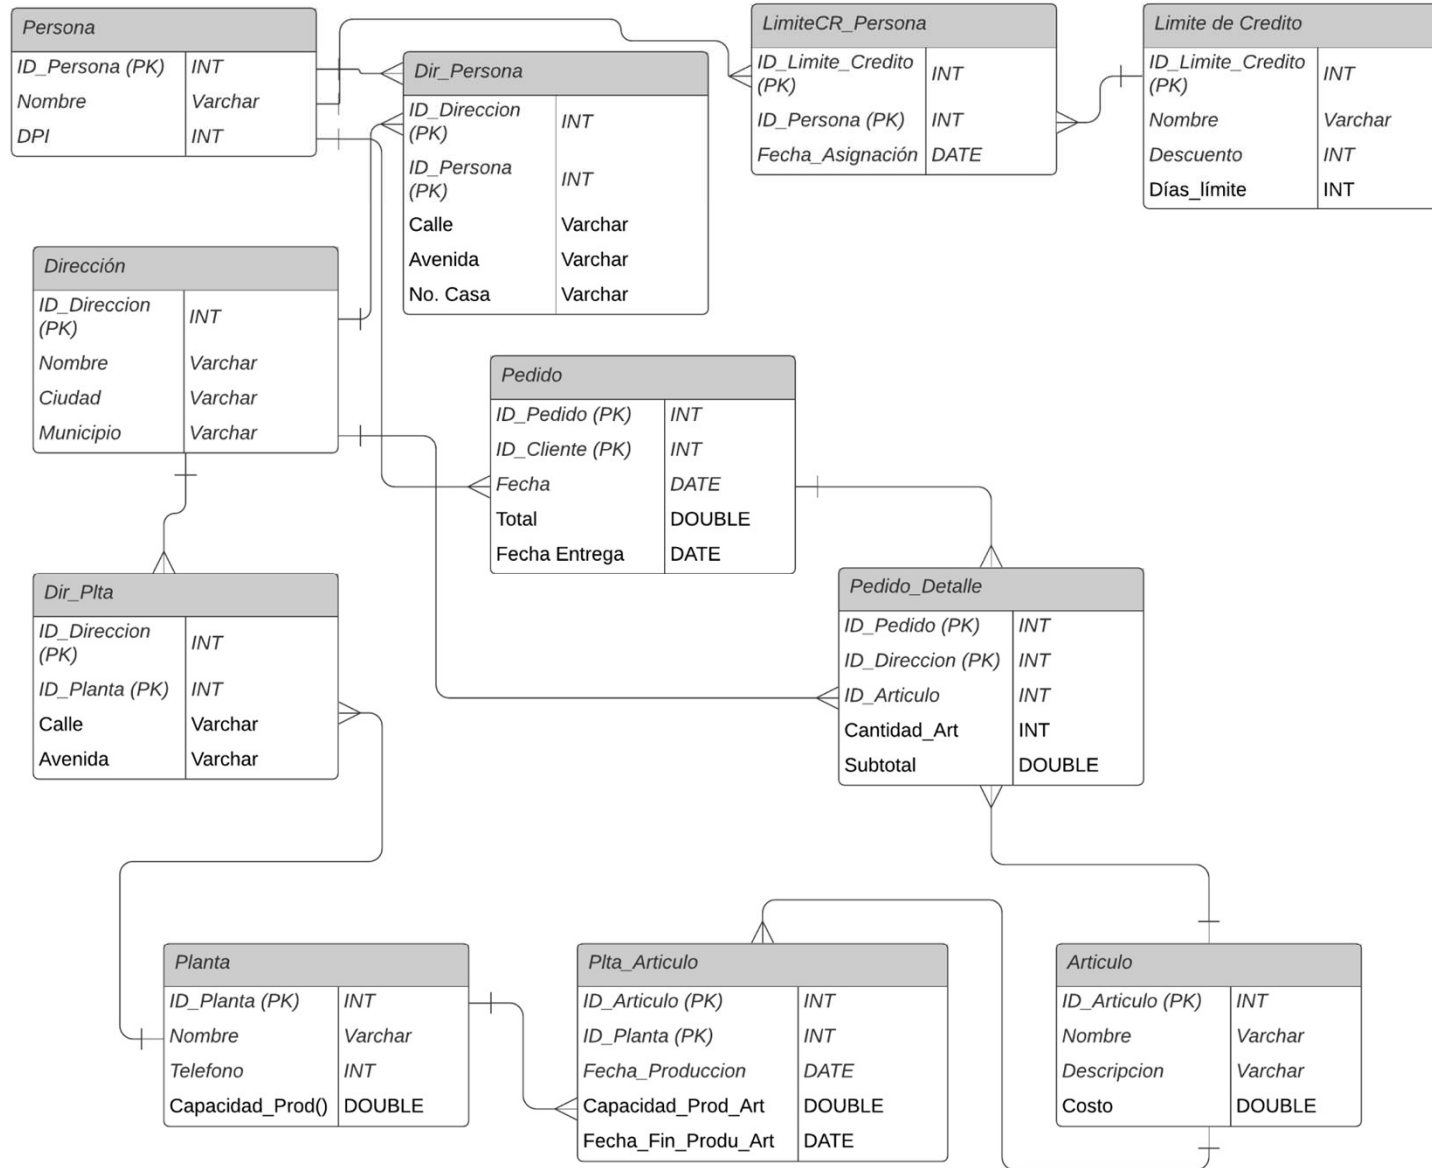 Persona
ID_Persona (PK) INT
Nombre Varchar
DPI INT
Dir_Persona
ID_Direccion
(PK) INT
ID_Persona
(PK) INT
Calle Varchar
Avenida Varchar
No. Casa Varchar
LimiteCR_Persona
ID_Limite_Credito
(PK) INT
ID_Persona (PK) INT
Fecha_Asignación DATE
Limite de Credito
ID_Limite_Credito
(PK) INT
Nombre Varchar
Descuento INT
Días_límite INT
Dirección
ID_Direccion
(PK) INT
Nombre Varchar
Ciudad Varchar
Municipio Varchar
Pedido
ID_Pedido (PK) INT
ID_Cliente (PK) INT
Fecha DATE
Total DOUBLE
Fecha Entrega DATE
Dir_Plta
ID_Direccion
(PK) INT
ID_Planta (PK) INT
Calle Varchar
Avenida Varchar
Pedido_Detalle
ID_Pedido (PK) INT
ID_Direccion (PK) INT
ID_Articulo INT
Cantidad_Art INT
Subtotal DOUBLE
Planta
ID_Planta (PK) INT
Nombre Varchar
Telefono INT
Capacidad_Prod() DOUBLE
Plta_Articulo
ID_Articulo (PK) INT
ID_Planta (PK) INT
Fecha_Produccion DATE
Capacidad_Prod_Art DOUBLE
Fecha_Fin_Produ_Art DATE
Articulo
ID_Articulo (PK) INT
Nombre Varchar
Descripcion Varchar
Costo DOUBLE